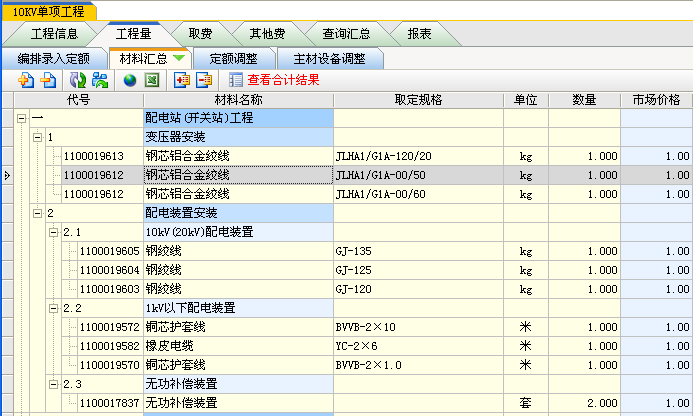 10KV单项工程
工程信息 工程量 取费 其他费 查询汇总 报表
编排录入定额 材料汇总 定额调整 主材设备调整
查看合计结果
代号 材料名称 取定规格 单位 数量 市场价格
一 配电站(开关站)工程
1 变压器安装
1100019613 钢芯铝合金绞线 JLHA1/G1A-120/20 kg 1.000 1.00
1100019612 钢芯铝合金绞线 JLHA1/G1A-00/50 kg 1.000 1.00
1100019612 钢芯铝合金绞线 JLHA1/G1A-00/60 kg 1.000 1.00
2 配电装置安装
2.1 10kV(20kV)配电装置
1100019605 钢绞线 GJ-135 kg 1.000 1.00
1100019604 钢绞线 GJ-125 kg 1.000 1.00
1100019603 钢绞线 GJ-120 kg 1.000 1.00
2.2 1kV以下配电装置
1100019572 铜芯护套线 BVVB-2×10 米 1.000 1.00
1100019582 橡皮电缆 YC-2×6 米 1.000 1.00
1100019570 铜芯护套线 BVVB-2×1.0 米 1.000 1.00
2.3 无功补偿装置
1100017837 无功补偿装置 套 2.000 1.00